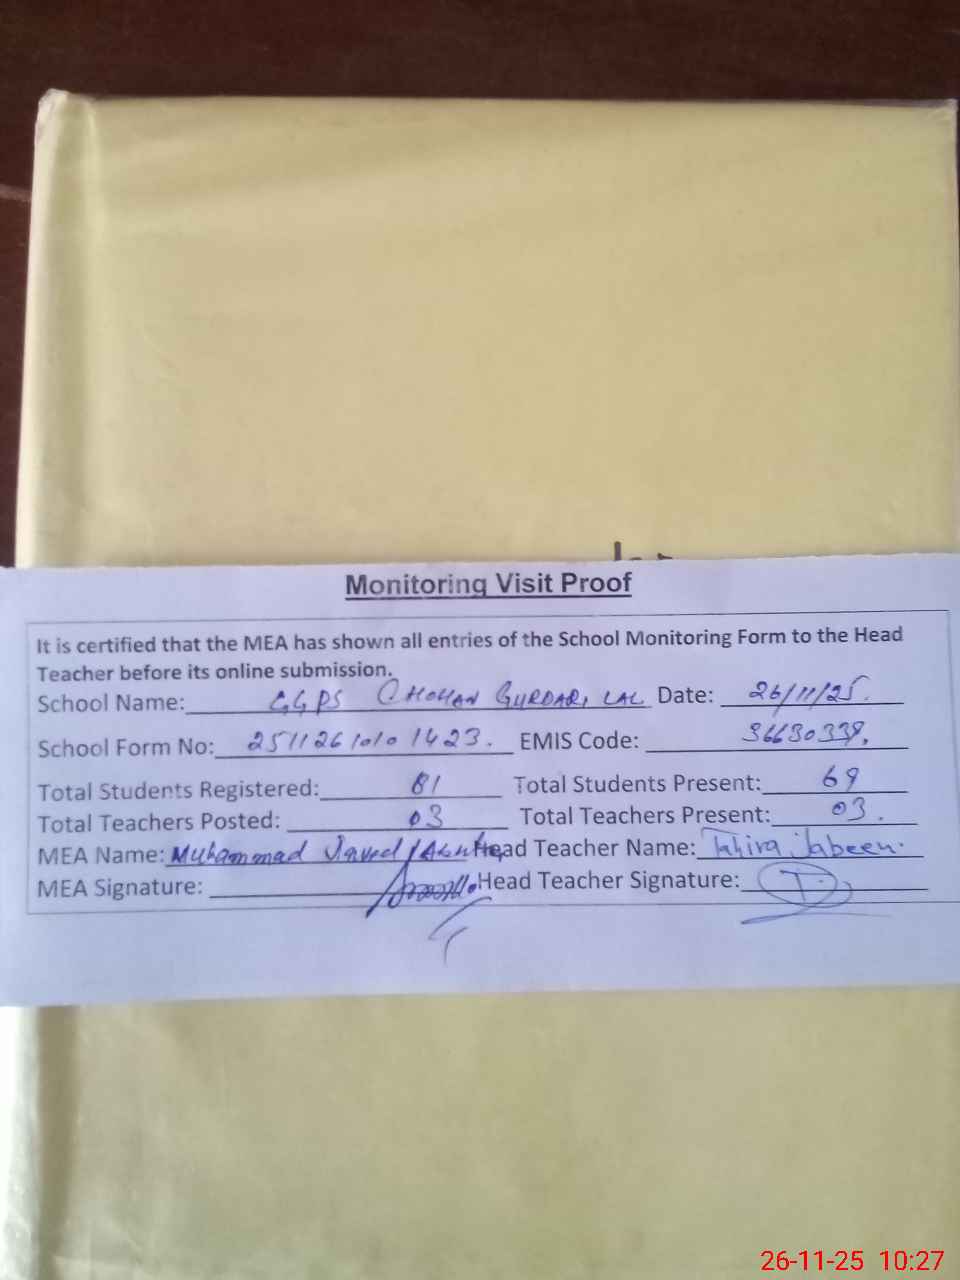 Monitoring Visit Proof
It is certified that the MEA has shown all entries of the School Monitoring Form to the Head
Teacher before its online submission.
School Name: GGPS CHOHAN GURDARI LAL Date: 26/11/25.
School Form No: 25112610101423. EMIS Code: 36630338.
Total Students Registered: 81 Total Students Present: 69
Total Teachers Posted: 03 Total Teachers Present: 03.
MEA Name: Muhammad Javed Head Teacher Name: Tahira Jabeen.
MEA Signature: Head Teacher Signature:
26-11-25 10:27